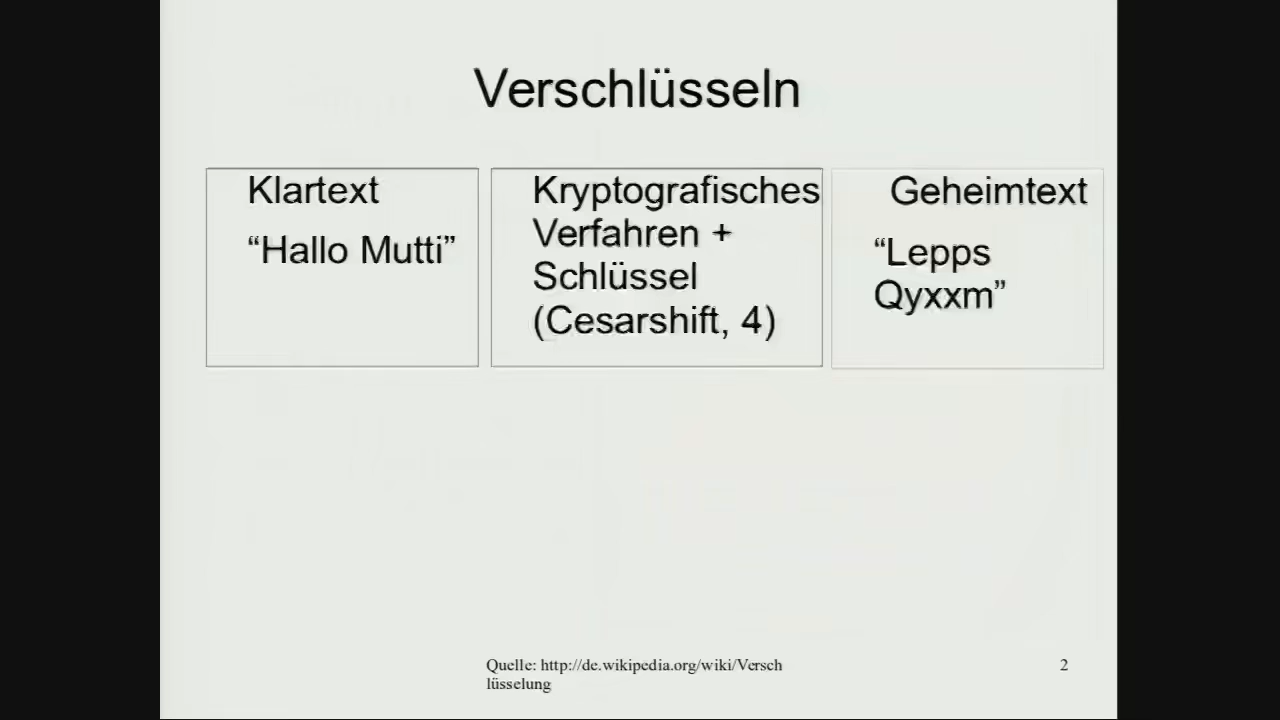 Verschlüsseln
Klartext
“Hallo Mutti”
Kryptografisches
Verfahren +
Schlüssel
(Cesarshift, 4)
Geheimtext
“Lepps
Qyxxm”
Quelle: http://de.wikipedia.org/wiki/Versch
lüsselung
2